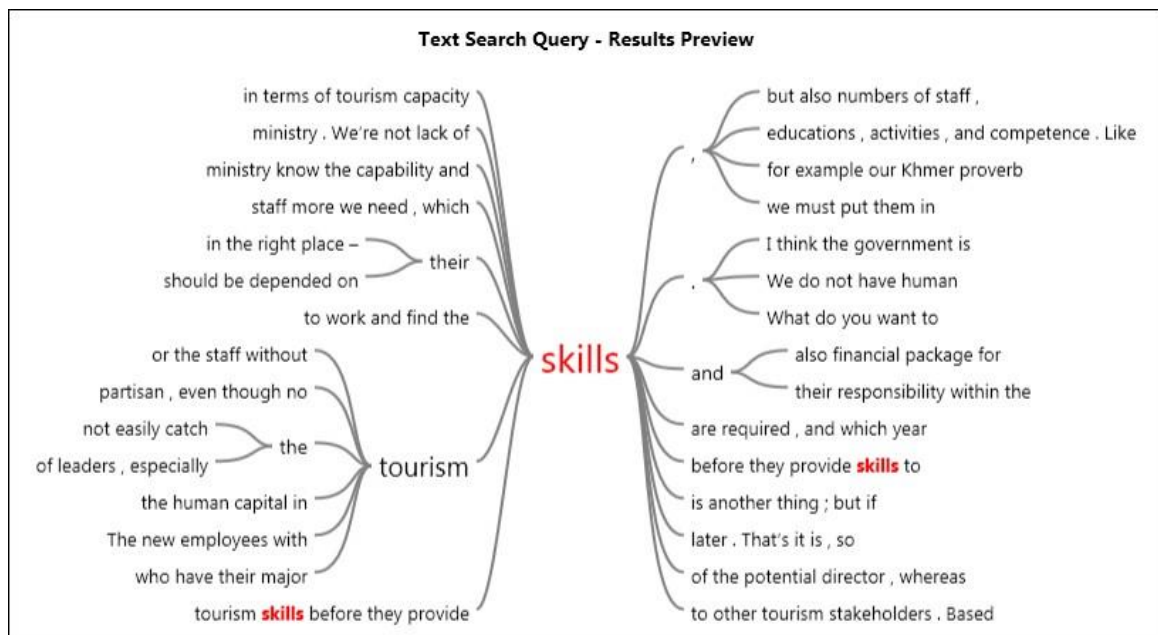 Text Search Query - Results Preview
in terms of tourism capacity
ministry . We're not lack of
ministry know the capability and
staff more we need , which
in the right place –
should be depended on
their
to work and find the
or the staff without
partisan , even though no
not easily catch
of leaders , especially
the
the human capital in
The new employees with
who have their major
tourism
tourism skills before they provide
skills
,
but also numbers of staff ,
educations , activities , and competence . Like
for example our Khmer proverb
we must put them in
.
I think the government is
We do not have human
What do you want to
and
also financial package for
their responsibility within the
are required , and which year
before they provide skills to
is another thing ; but if
later . That's it is , so
of the potential director , whereas
to other tourism stakeholders . Based